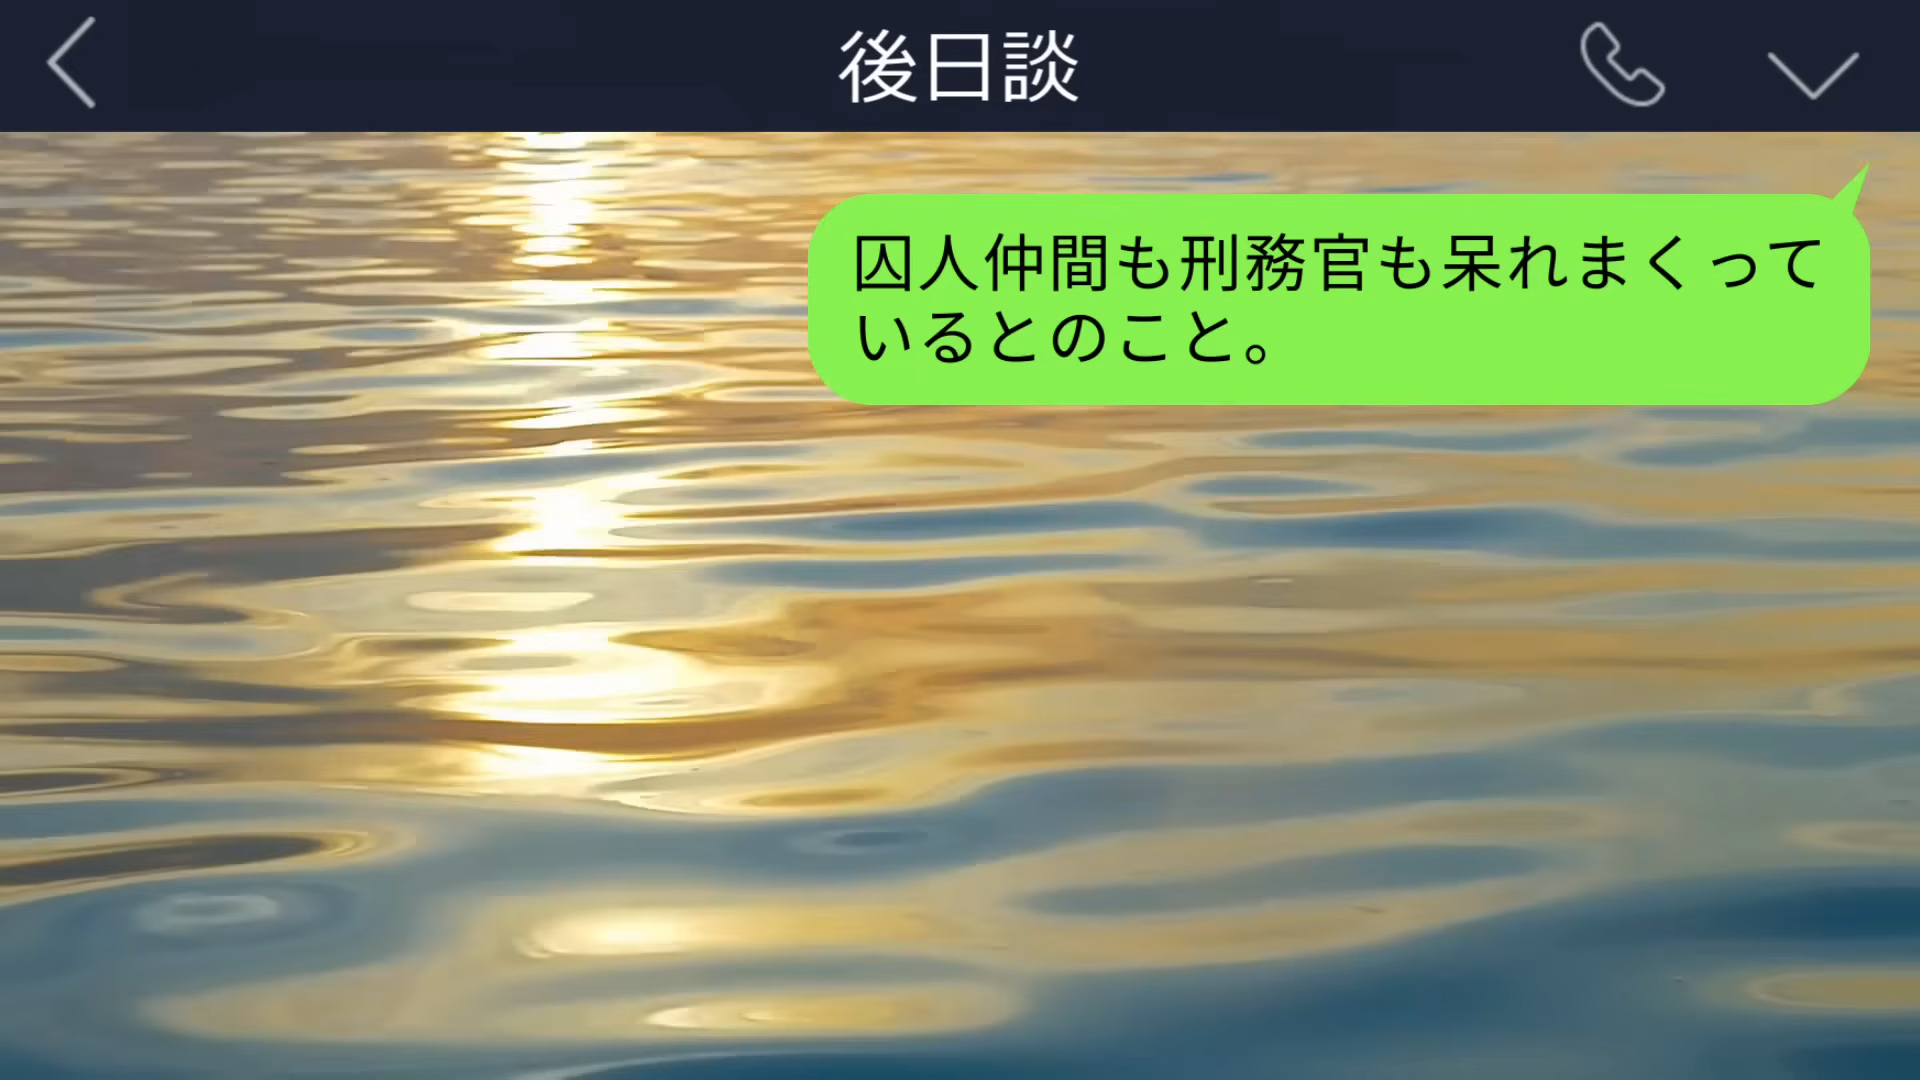 後日談
囚人仲間も刑務官も呆れまくって
いるとのこと。